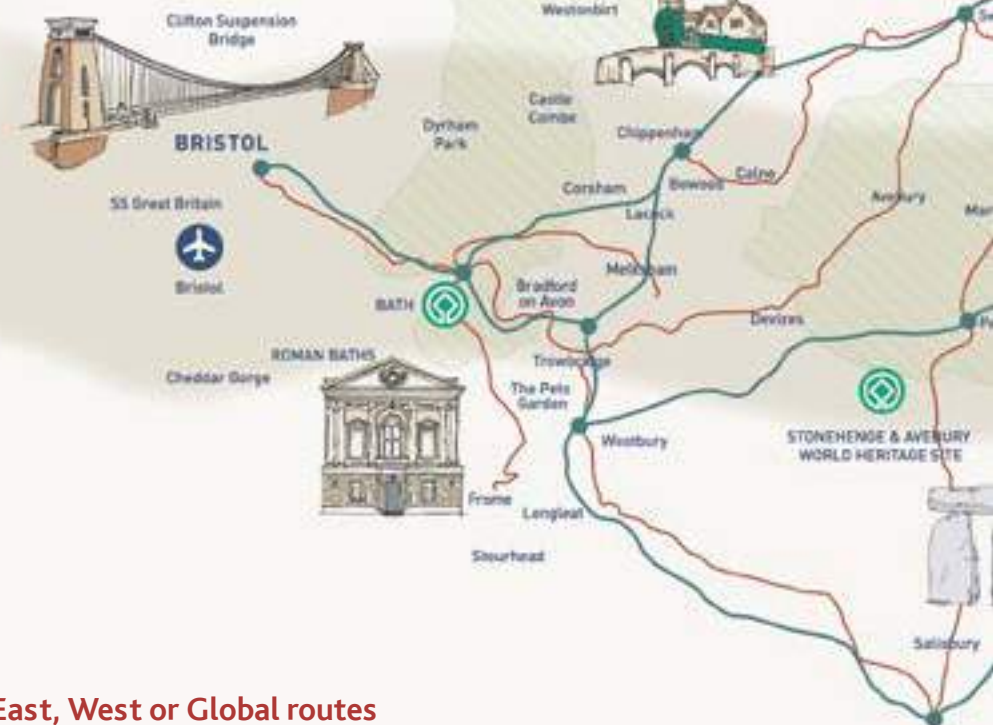 Clifton Suspension
Bridge
Westonbirt
Castle
Combe
Dyrham
Park
Chippenham
BRISTOL
Calne
Bowood
Corsham
Avebury
SS Great Britain
Lacock
Melksham
Bristol
Bradford
on Avon
BATH
Devizes
ROMAN BATHS
Trowbridge
Cheddar Gorge
The Peto
Garden
Westbury
STONEHENGE & AVEBURY
WORLD HERITAGE SITE
Frome
Longleat
Stourhead
Salisbury
East, West or Global routes